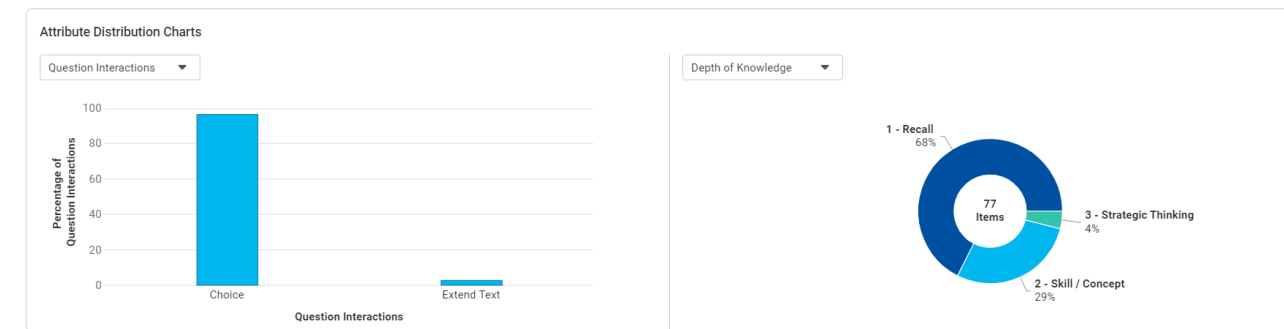 Attribute Distribution Charts
Question Interactions
100
80
60
40
20
0
Percentage of
Question Interactions
Choice
Extend Text
Question Interactions
Depth of Knowledge
1 - Recall
68%
77
Items
3 - Strategic Thinking
4%
2 - Skill / Concept
29%